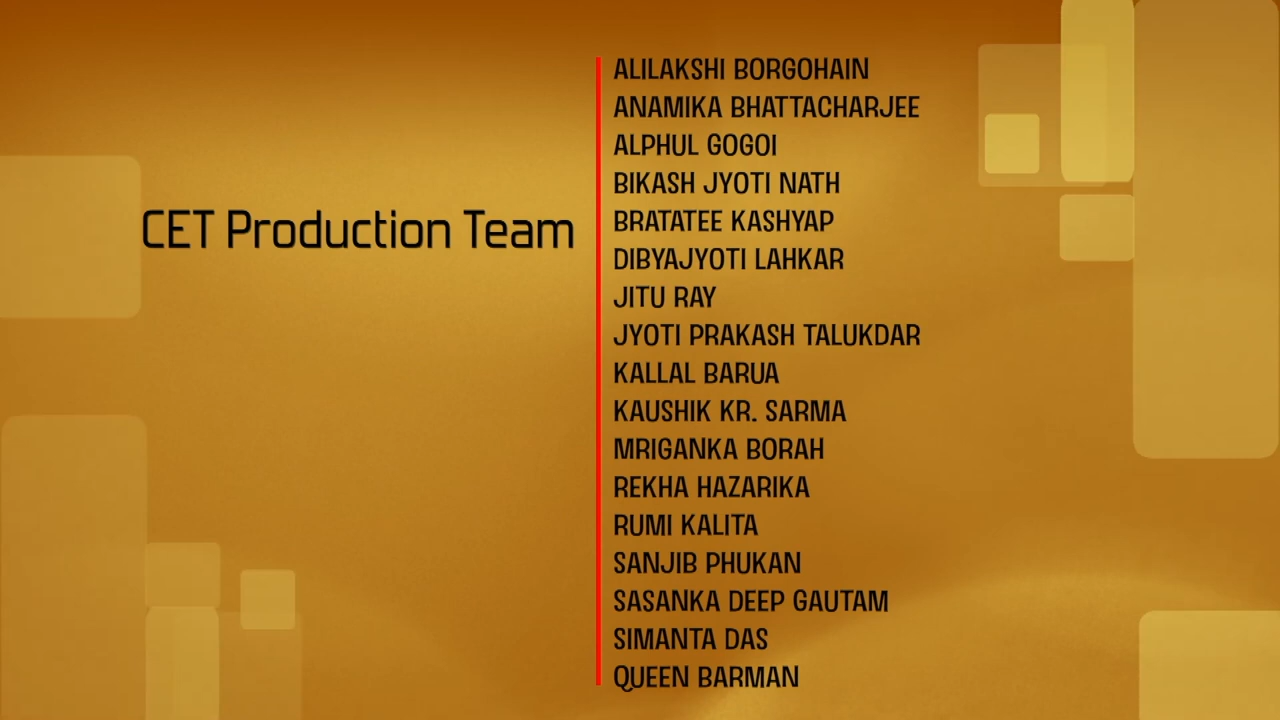 CET Production Team
ALILAKSHI BORGOHAIN
ANAMIKA BHATTACHARJEE
ALPHUL GOGOI
BIKASH JYOTI NATH
BRATATEE KASHYAP
DIBYAJYOTI LAHKAR
JITU RAY
JYOTI PRAKASH TALUKDAR
KALLAL BARUA
KAUSHIK KR. SARMA
MRIGANKA BORAH
REKHA HAZARIKA
RUMI KALITA
SANJIB PHUKAN
SASANKA DEEP GAUTAM
SIMANTA DAS
QUEEN BARMAN